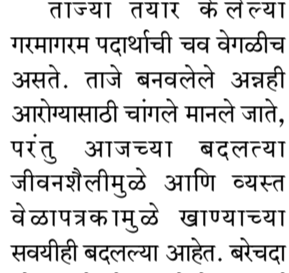 ताज्या तयार केलेल्या
गरमागरम पदार्थाची चव वेगळीच
असते. ताजे बनवलेले अन्नही
आरोग्यासाठी चांगले मानले जाते,
परंतु आजच्या बदलत्या
जीवनशैलीमुळे आणि व्यस्त
वेळापत्रकामुळे खाण्याच्या
सवयीही बदलल्या आहेत. बरेचदा